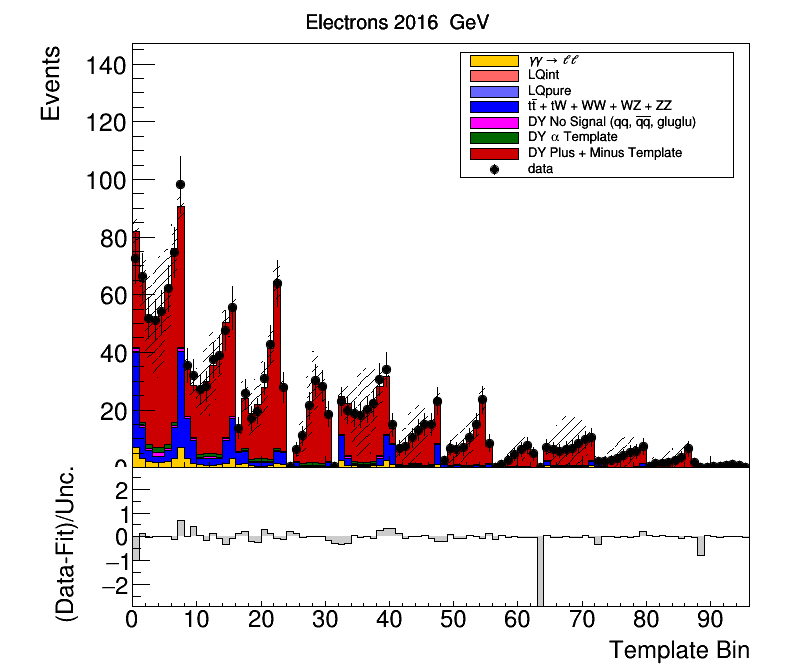 Electrons 2016 GeV
Events
140
120
100
80
60
40
20
0
γγ → ℓℓ
LQint
LQpure
tt̅ + tW + WW + WZ + ZZ
DY No Signal (qq, q̅q̅, gluglu)
DY α Template
DY Plus + Minus Template
data
(Data-Fit)/Unc.
2
1
0
−1
−2
0 10 20 30 40 50 60 70 80 90
Template Bin